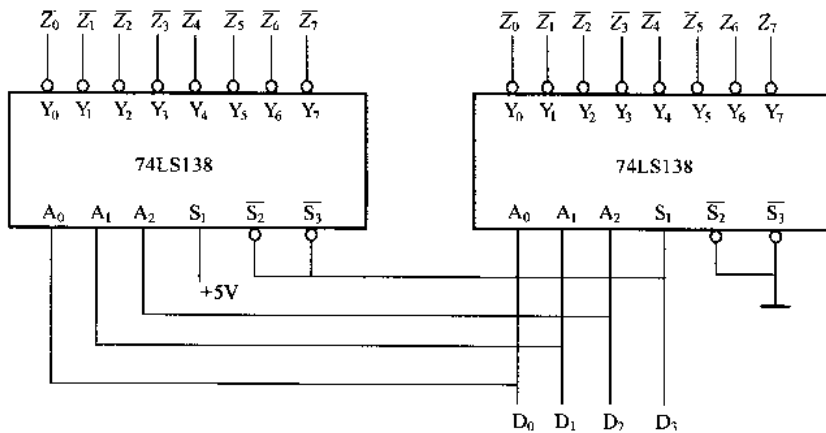 Z̅₀ Z̅₁ Z̅₂ Z̅₃ Z̅₄ Z̅₅ Z̅₆ Z̅₇ Z̅₀ Z̅₁ Z̅₂ Z̅₃ Z̅₄ Z̅₅ Z₆ Z₇
Y₀ Y₁ Y₂ Y₃ Y₄ Y₅ Y₆ Y₇ Y₀ Y₁ Y₂ Y₃ Y₄ Y₅ Y₆ Y₇
74LS138 74LS138
A₀ A₁ A₂ S₁ S̅₂ S̅₃ A₀ A₁ A₂ S₁ S̅₂ S̅₃
+5V
D₀ D₁ D₂ D₃